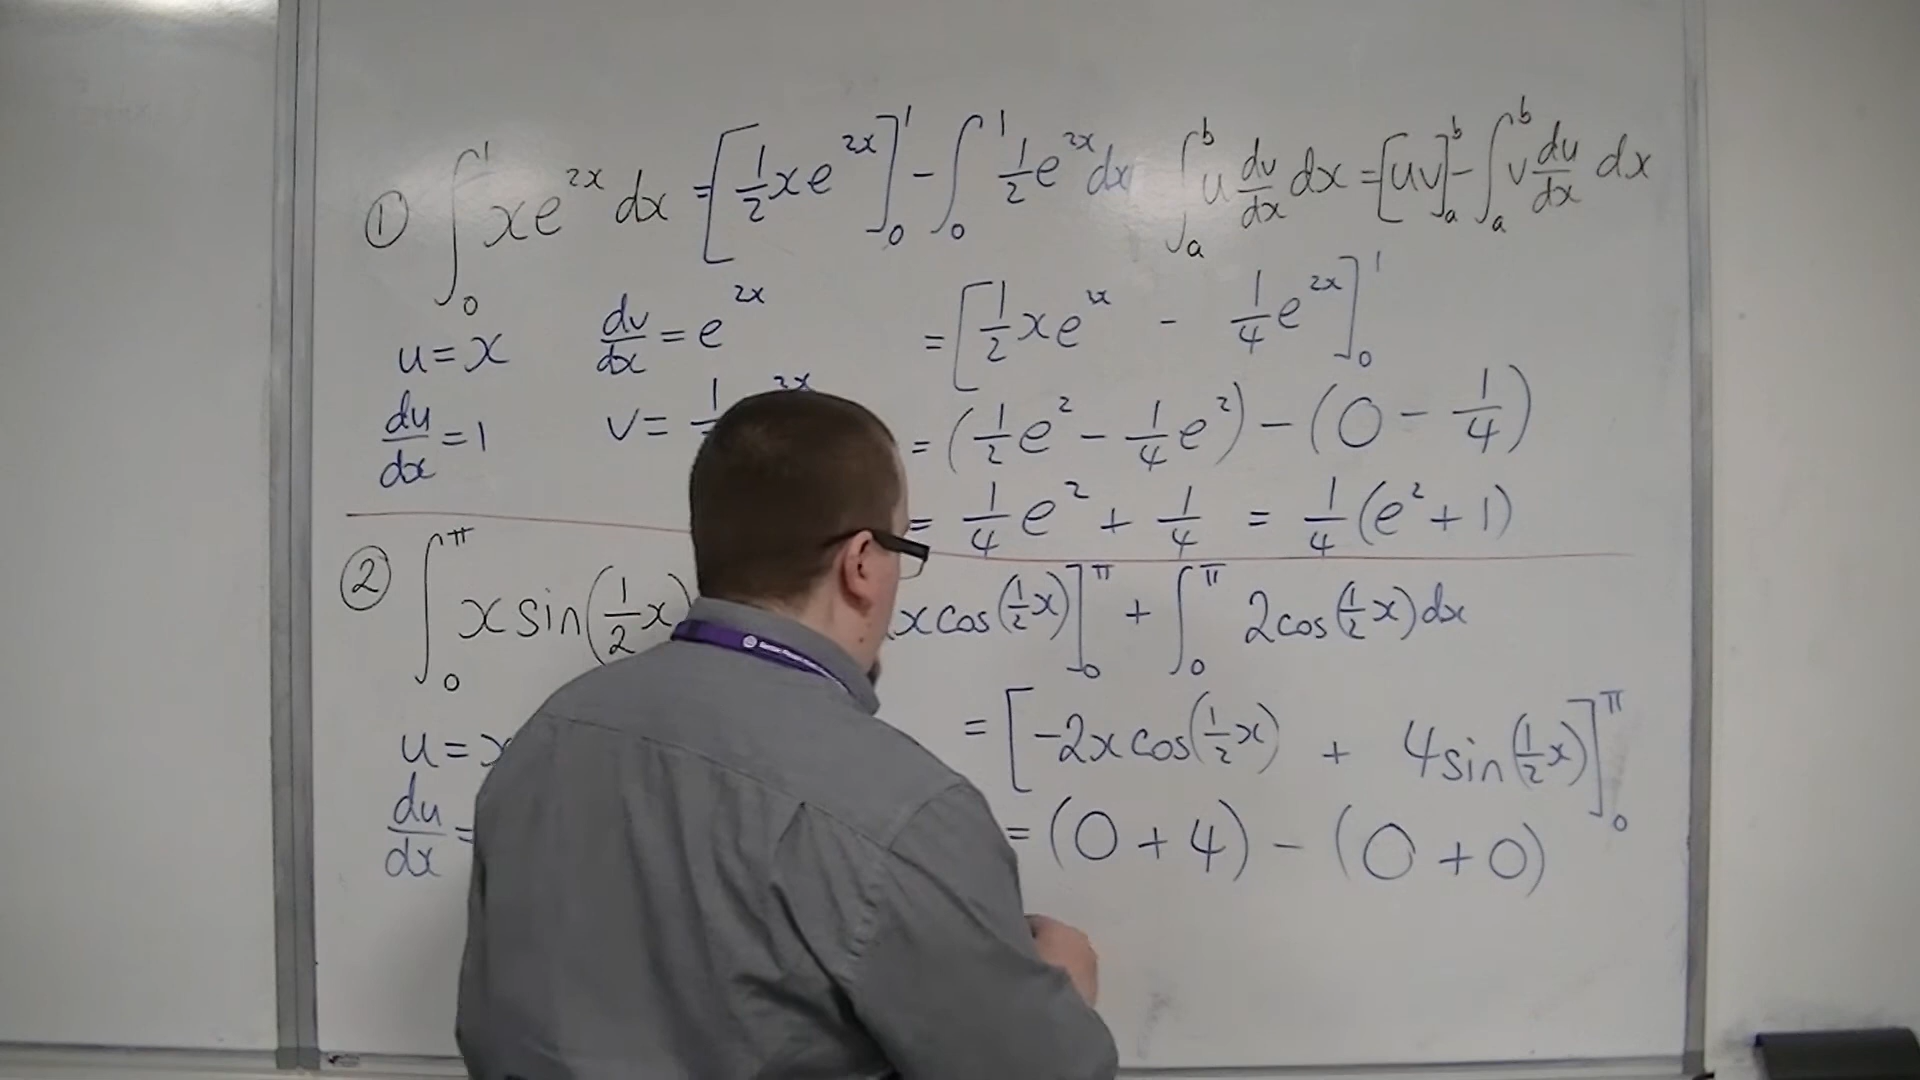 ① ∫₀¹ xe^{2x} dx = [½xe^{2x}]₀¹ − ∫₀¹ ½e^{2x} dx
∫ₐᵇ u dv/dx dx = [uv]ₐᵇ − ∫ₐᵇ v du/dx dx
u = x dv/dx = e^{2x}
du/dx = 1 v = 1 2x
= [½xe^{2x} − ¼e^{2x}]₀¹
= (½e² − ¼e²) − (0 − ¼)
= ¼e² + ¼ = ¼(e² + 1)
② ∫₀^π x sin(½x) xcos(½x)]₀^π + ∫₀^π 2cos(½x) dx
u = x
du/dx =
= [−2x cos(½x) + 4 sin(½x)]₀^π
= (0 + 4) − (0 + 0)